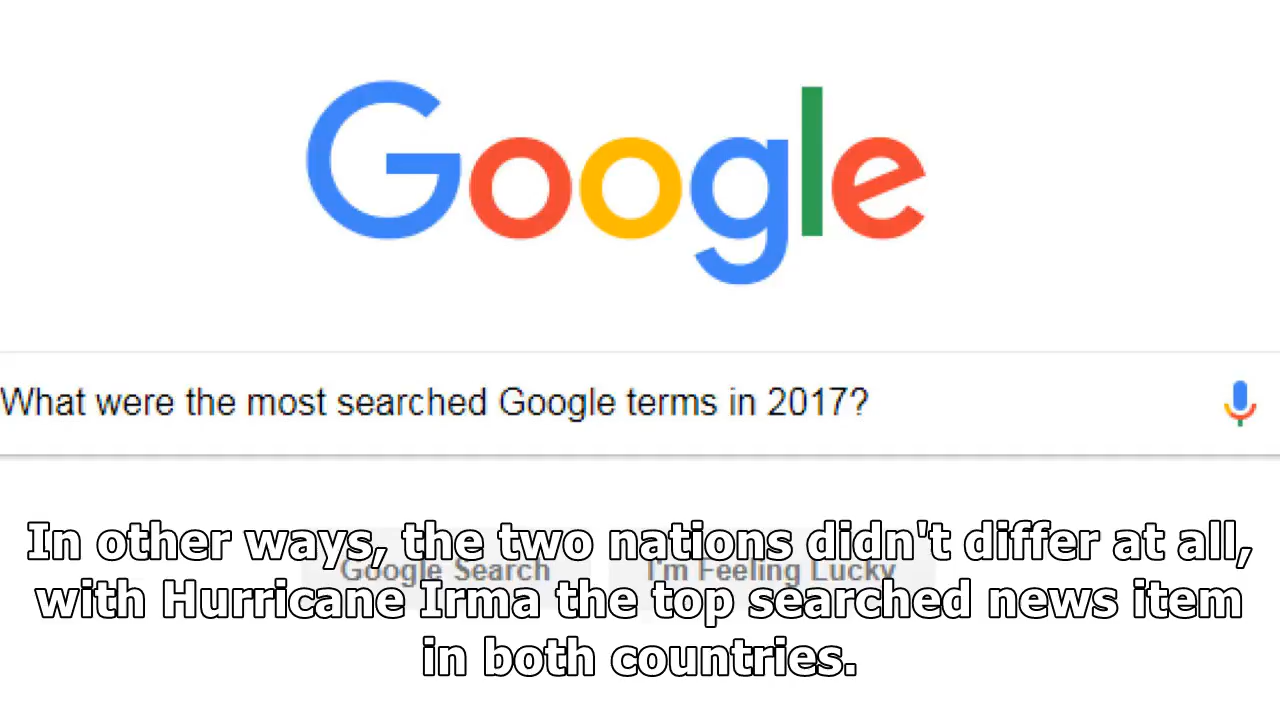 Google
What were the most searched Google terms in 2017?
In other ways, the two nations didn't differ at all,
Google Search I'm Feeling Lucky
with Hurricane Irma the top searched news item
in both countries.